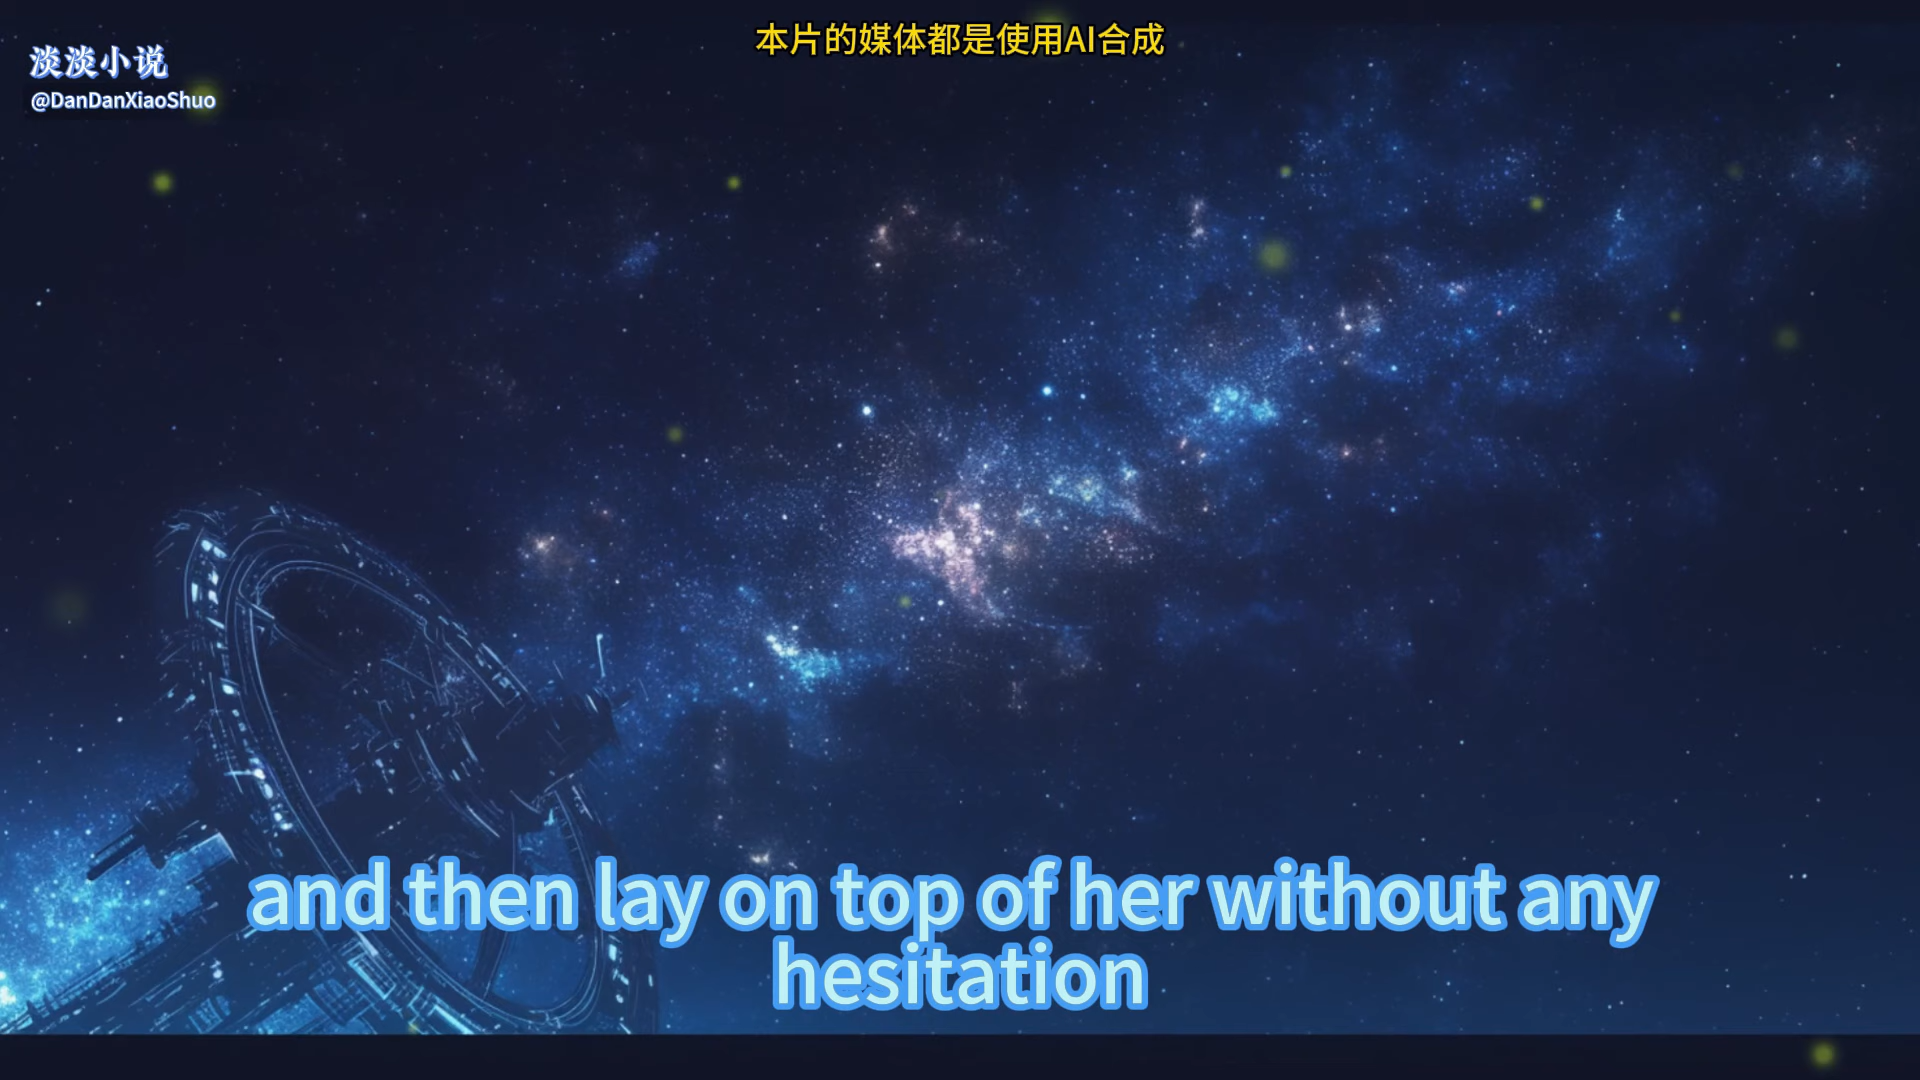 本片的媒体都是使用AI合成
淡淡小说
@DanDanXiaoShuo
and then lay on top of her without any
hesitation